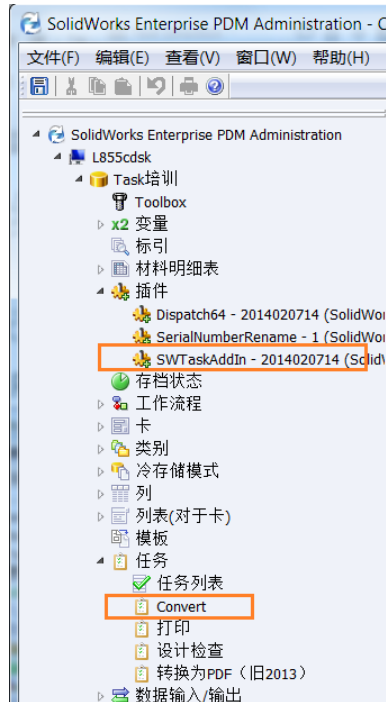 SolidWorks Enterprise PDM Administration - C
文件(F) 编辑(E) 查看(V) 窗口(W) 帮助(H)
SolidWorks Enterprise PDM Administration
L855cdsk
Task培训
Toolbox
x2 变量
标引
材料明细表
插件
Dispatch64 - 2014020714 (SolidWor
SerialNumberRename - 1 (SolidWor
SWTaskAddIn - 2014020714 (SolidW
存档状态
工作流程
卡
类别
冷存储模式
列
列表(对于卡)
模板
任务
任务列表
Convert
打印
设计检查
转换为PDF（旧2013）
数据输入/输出